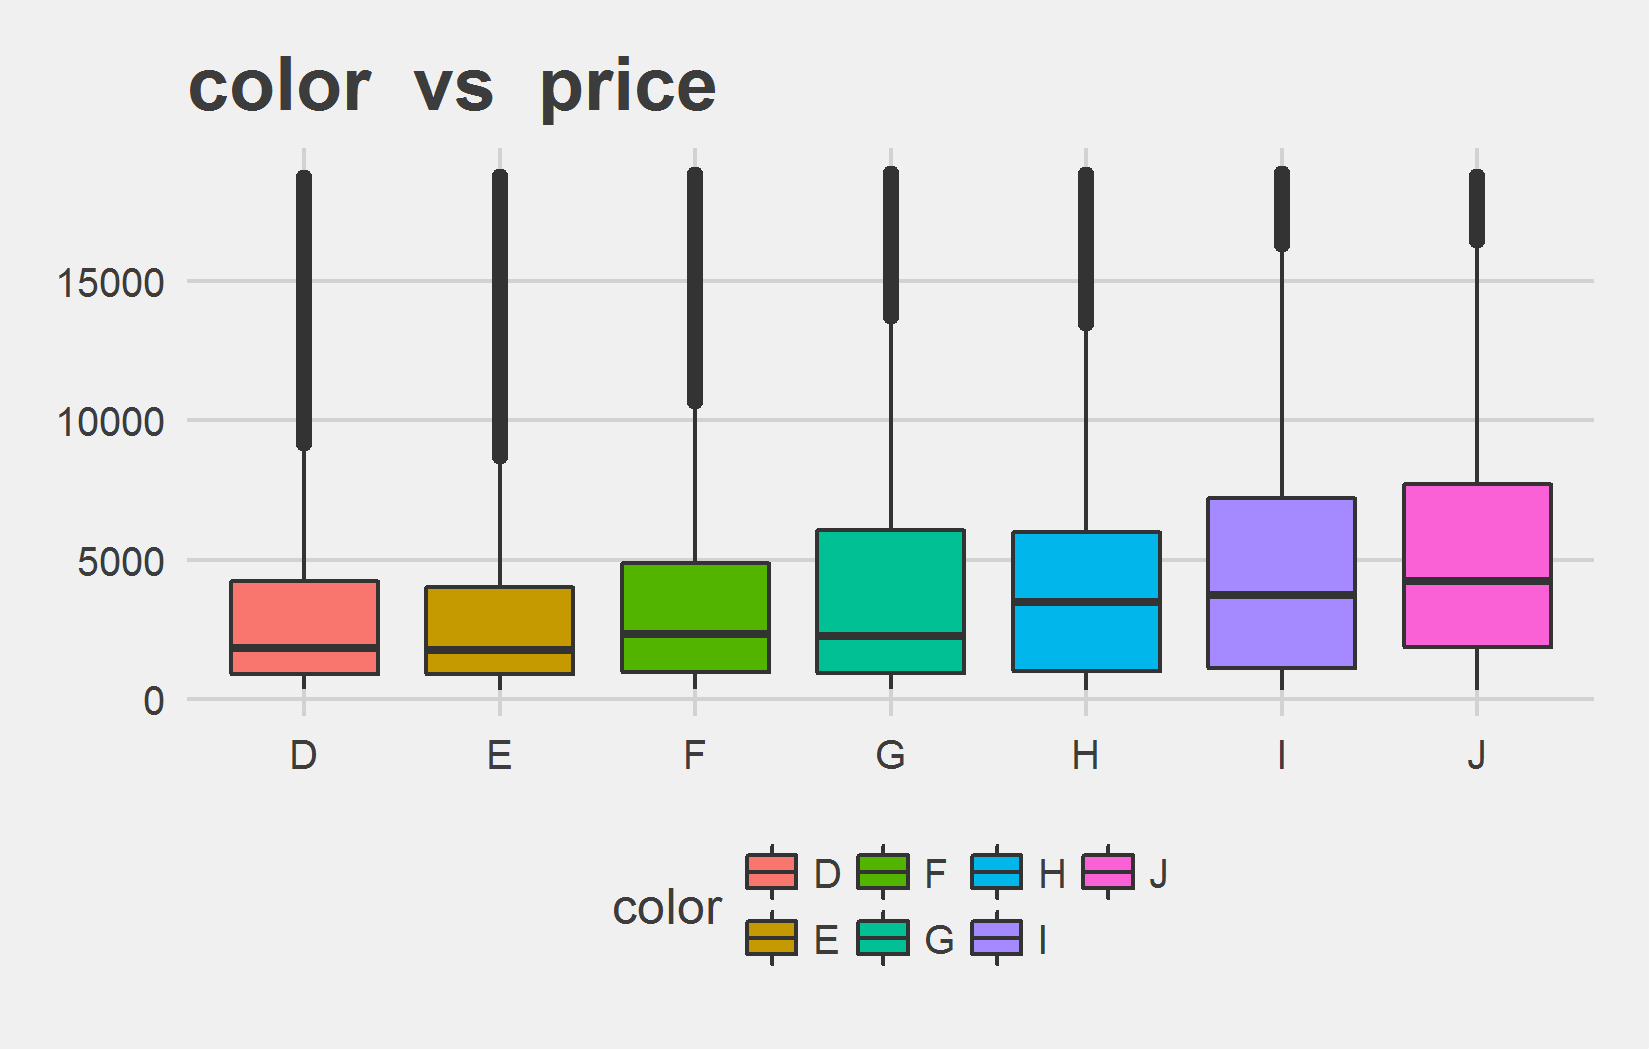 color vs price
15000
10000
5000
0
D E F G H I J
D F H J
color
E G I